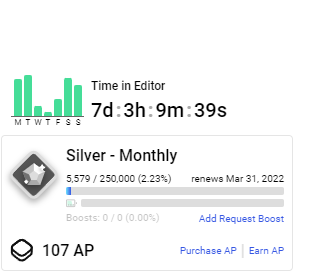 Time in Editor
7d:3h:9m:39s
M T W T F S S
Silver - Monthly
5,579 / 250,000 (2.23%) renews Mar 31, 2022
Boosts: 0 / 0 (0.00%) Add Request Boost
107 AP Purchase AP | Earn AP